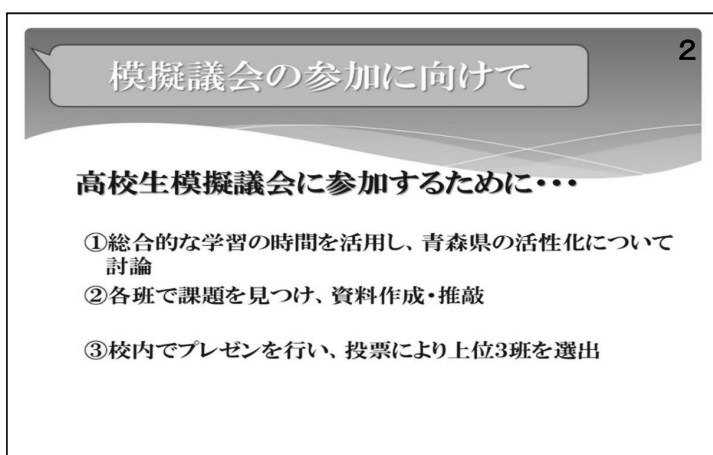 2
模擬議会の参加に向けて
高校生模擬議会に参加するために・・・
①総合的な学習の時間を活用し、青森県の活性化について
討論
②各班で課題を見つけ、資料作成・推敲
③校内でプレゼンを行い、投票により上位3班を選出